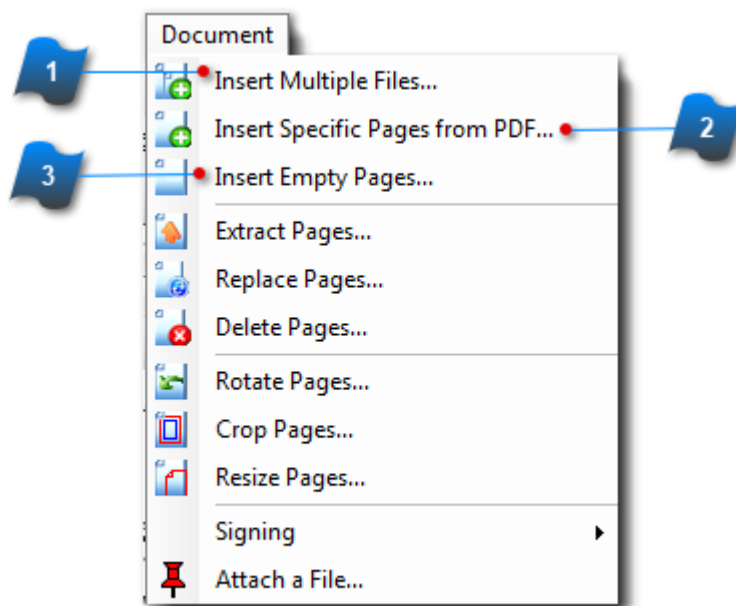 Document
1
Insert Multiple Files...
Insert Specific Pages from PDF...
2
3
Insert Empty Pages...
Extract Pages...
Replace Pages...
Delete Pages...
Rotate Pages...
Crop Pages...
Resize Pages...
Signing
Attach a File...